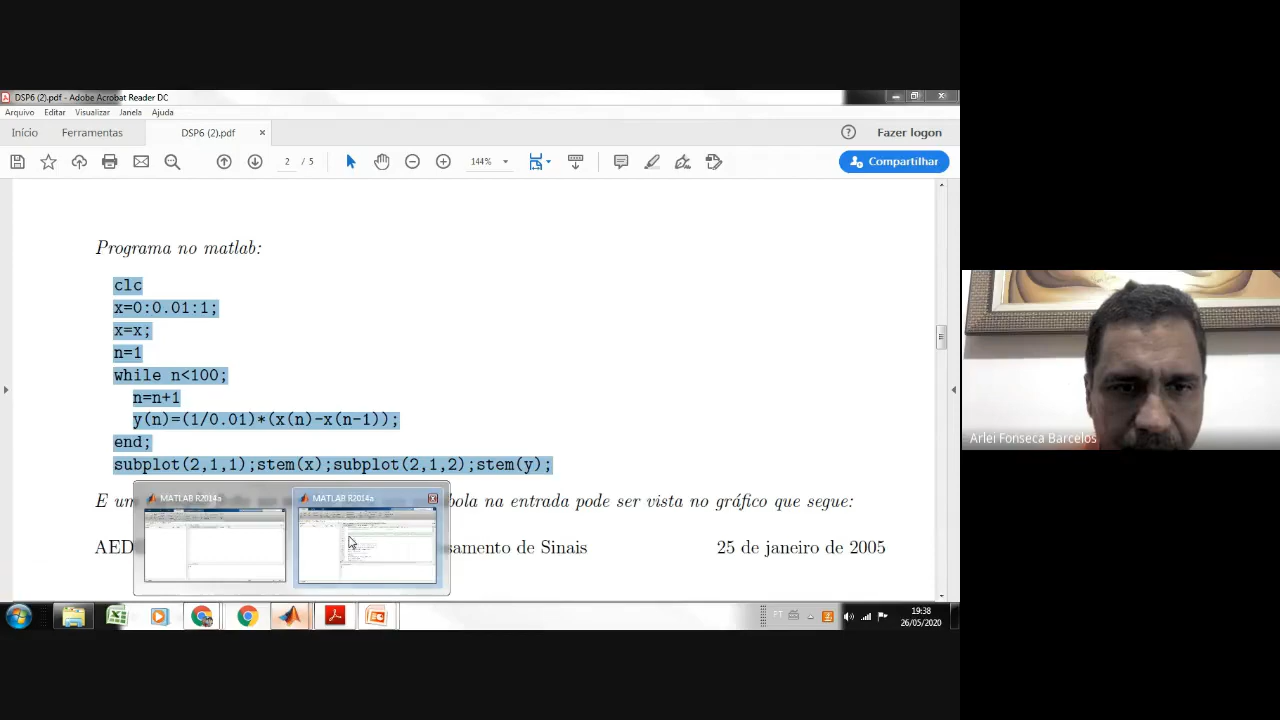 DSP6 (2).pdf - Adobe Acrobat Reader DC
Arquivo Editar Visualizar Janela Ajuda
Início Ferramentas DSP6 (2).pdf Fazer logon
2 / 5 144% Compartilhar
Programa no matlab:
clc
x=0:0.01:1;
x=x;
n=1
while n<100;
n=n+1
y(n)=(1/0.01)*(x(n)-x(n-1));
end;
subplot(2,1,1);stem(x);subplot(2,1,2);stem(y);
MATLAB R2014a MATLAB R2014a
E um bola na entrada pode ser vista no gráfico que segue:
AED samento de Sinais 25 de janeiro de 2005
PT 19:38
26/05/2020
Arlei Fonseca Barcelos